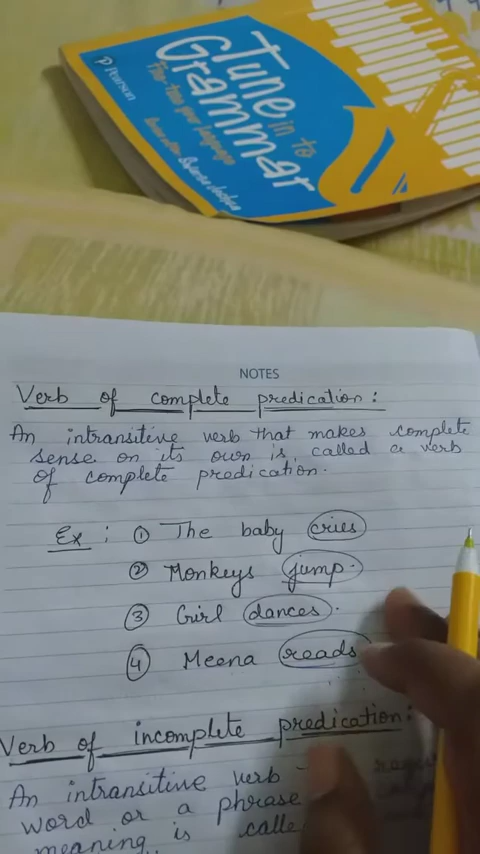 Tune in to
Grammar
Pearson
NOTES
Verb of complete predication :
An intransitive verb that makes complete
sense on its own is called a verb
of complete predication.
Ex : ① The baby cries
② Monkeys jump.
③ Girl dances.
④ Meena reads
Verb of incomplete predication :
An intransitive verb
word or a phrase
meaning is